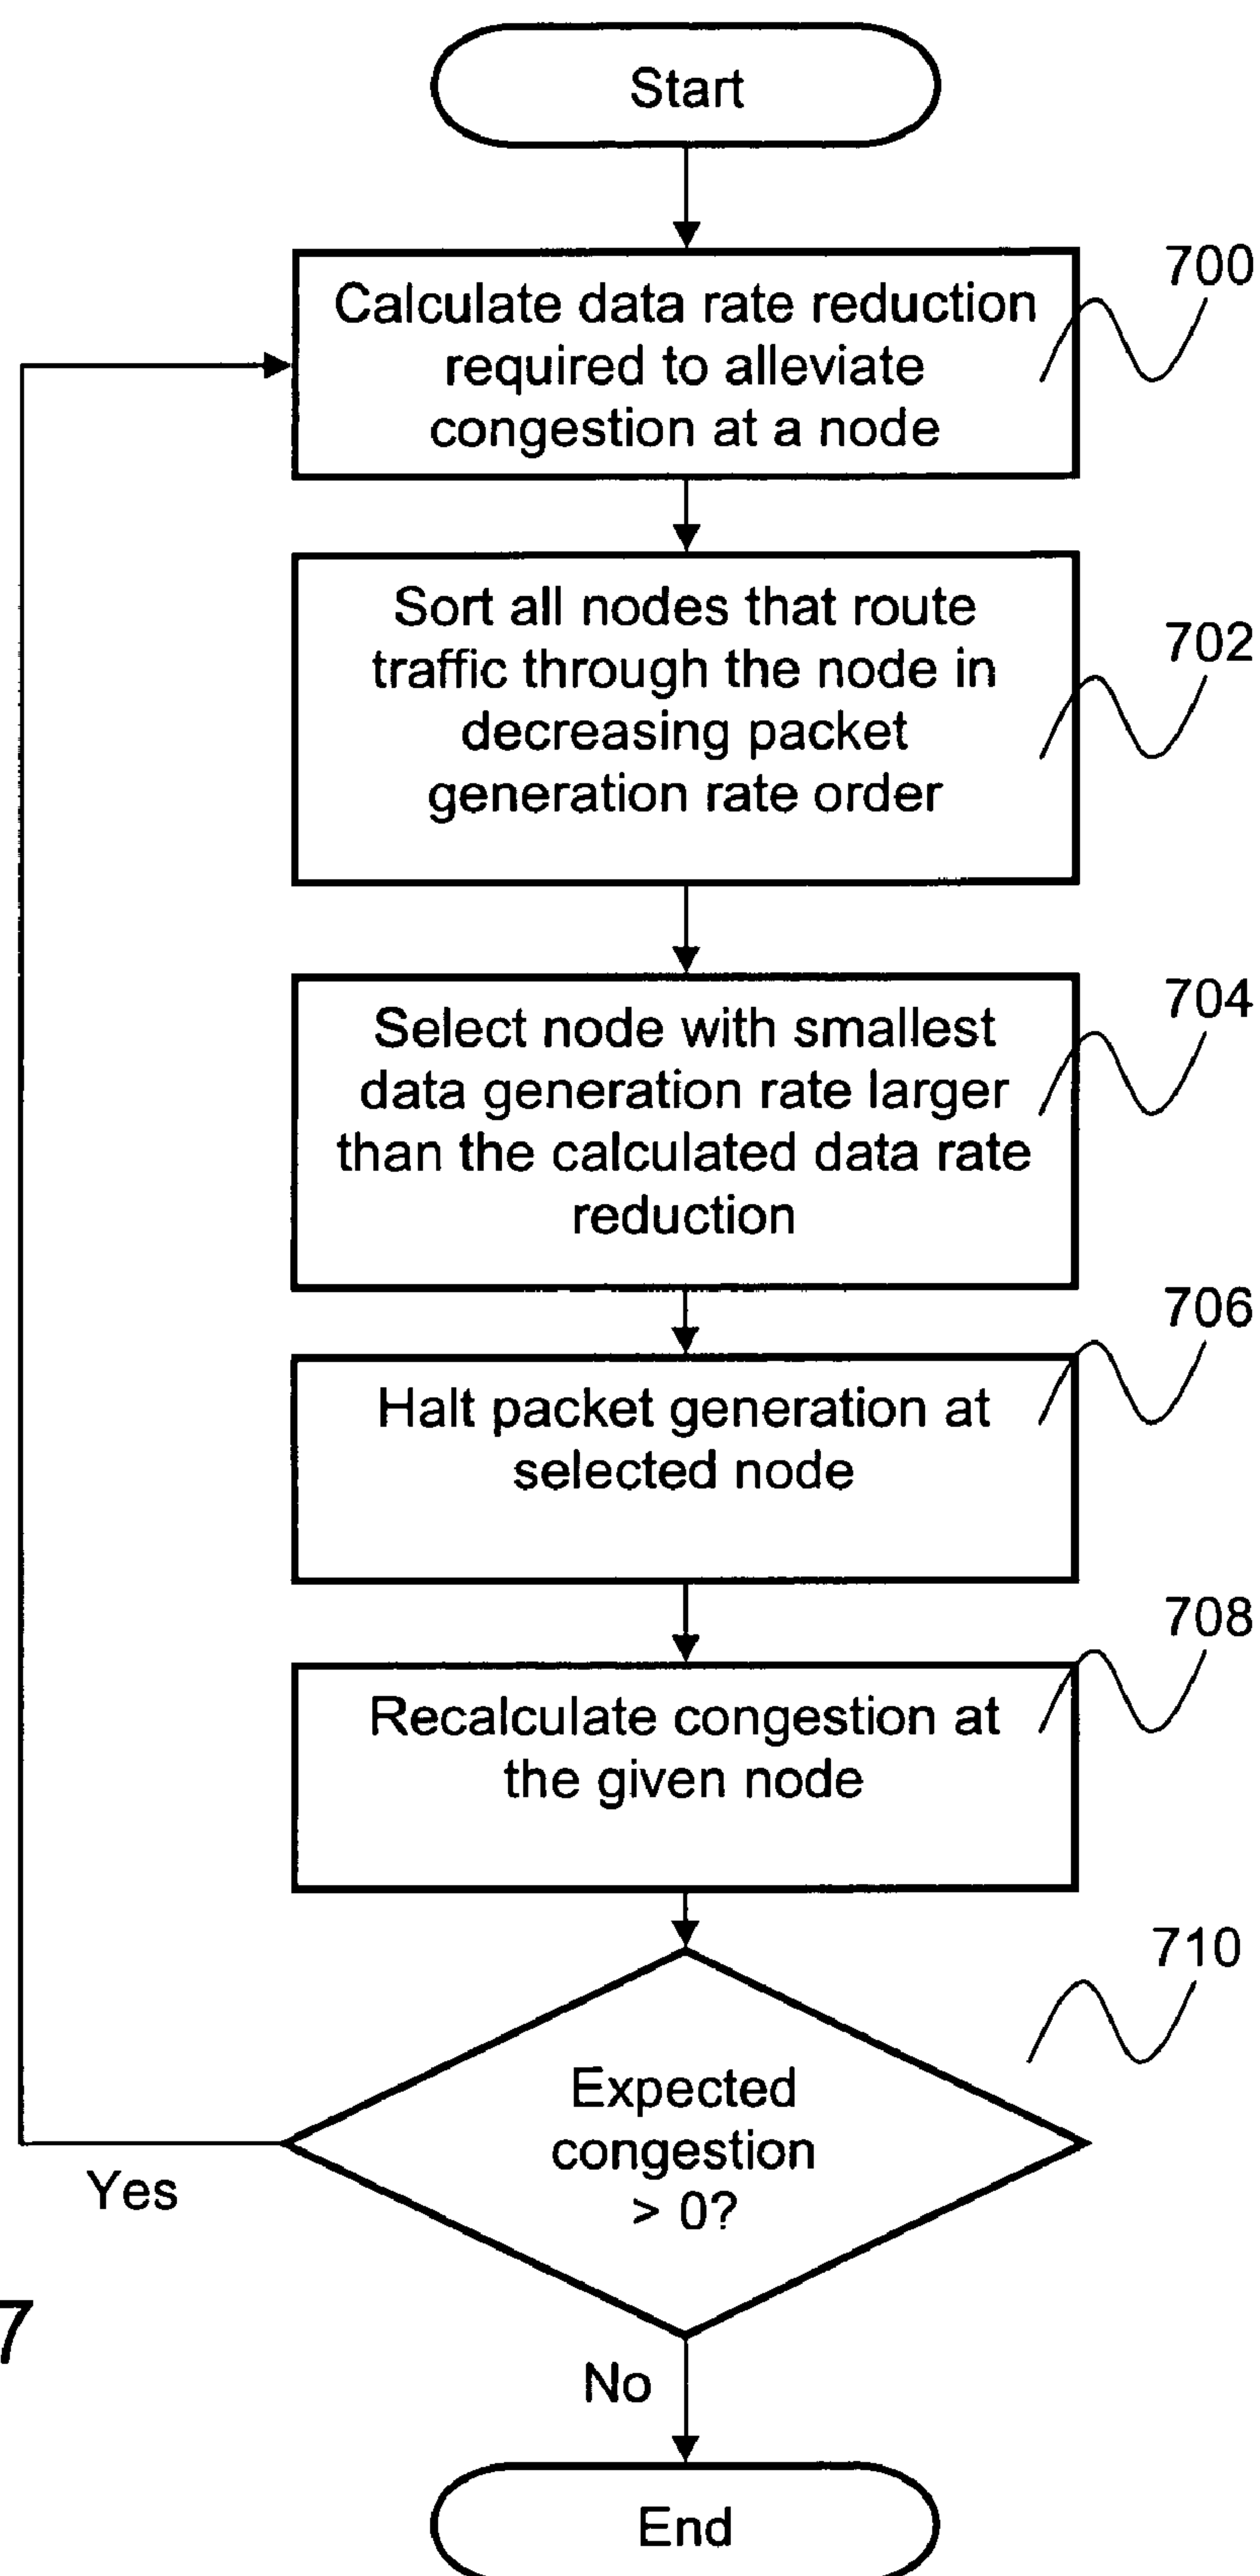 Start
700
Calculate data rate reduction
required to alleviate
congestion at a node
702
Sort all nodes that route
traffic through the node in
decreasing packet
generation rate order
704
Select node with smallest
data generation rate larger
than the calculated data rate
reduction
706
Halt packet generation at
selected node
708
Recalculate congestion at
the given node
710
Expected
congestion
> 0?
Yes
7
No
End